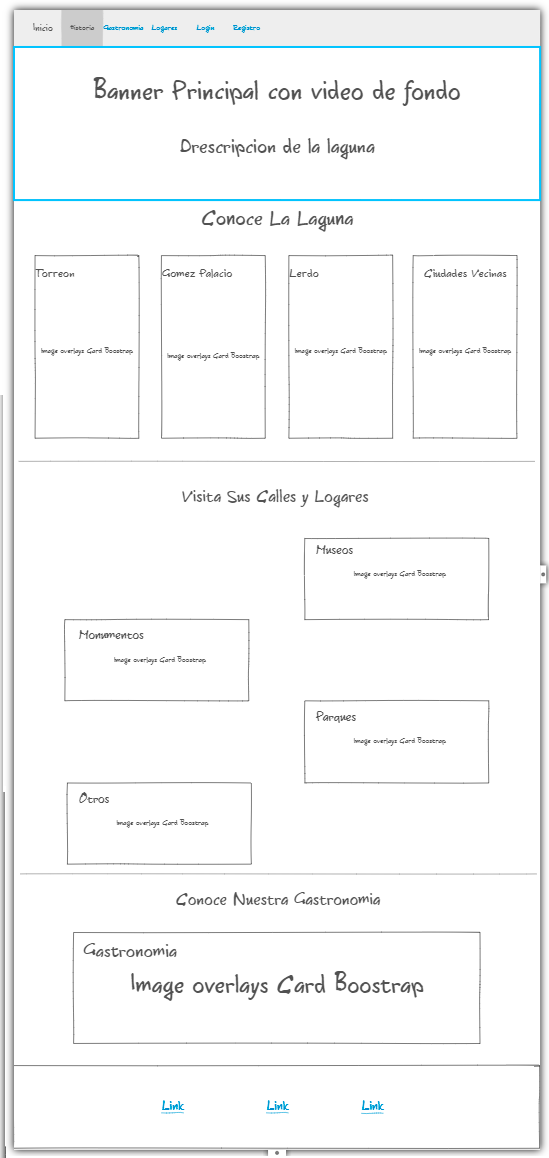 Inicio Historia Gastronomia Logares Login Registro
Banner Principal con video de fondo
Drescripcion de la laguna
Conoce La Laguna
Torreon Gomez Palacio Lerdo Ciudades Vecinas
Image overlays Card Boostrap Image overlays Card Boostrap Image overlays Card Boostrap Image overlays Card Boostrap
Visita Sus Calles y Logares
Museos
Image overlays Card Boostrap
Monumentos
Image overlays Card Boostrap
Parques
Image overlays Card Boostrap
Otros
Image overlays Card Boostrap
Conoce Nuestra Gastronomia
Gastronomia
Image overlays Card Boostrap
Link Link Link